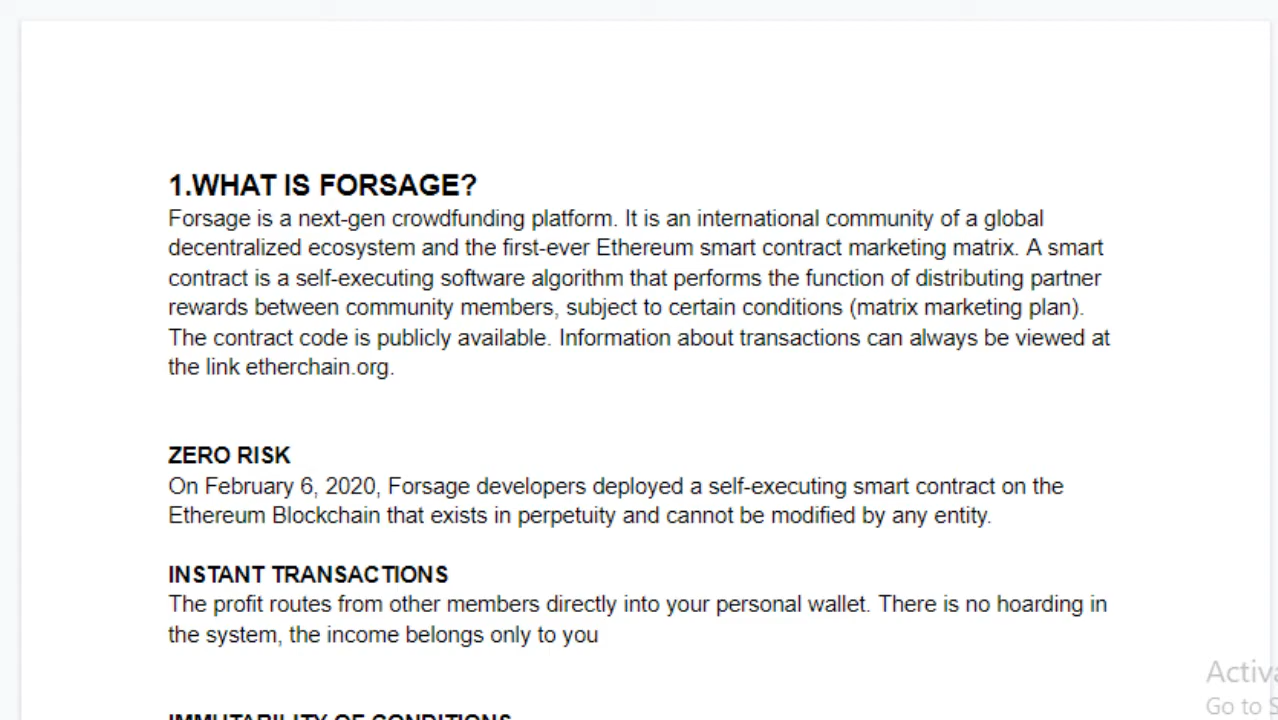 1.WHAT IS FORSAGE?
Forsage is a next-gen crowdfunding platform. It is an international community of a global
decentralized ecosystem and the first-ever Ethereum smart contract marketing matrix. A smart
contract is a self-executing software algorithm that performs the function of distributing partner
rewards between community members, subject to certain conditions (matrix marketing plan).
The contract code is publicly available. Information about transactions can always be viewed at
the link etherchain.org.
ZERO RISK
On February 6, 2020, Forsage developers deployed a self-executing smart contract on the
Ethereum Blockchain that exists in perpetuity and cannot be modified by any entity.
INSTANT TRANSACTIONS
The profit routes from other members directly into your personal wallet. There is no hoarding in
the system, the income belongs only to you
IMMUTABILITY OF CONDITIONS
Go to